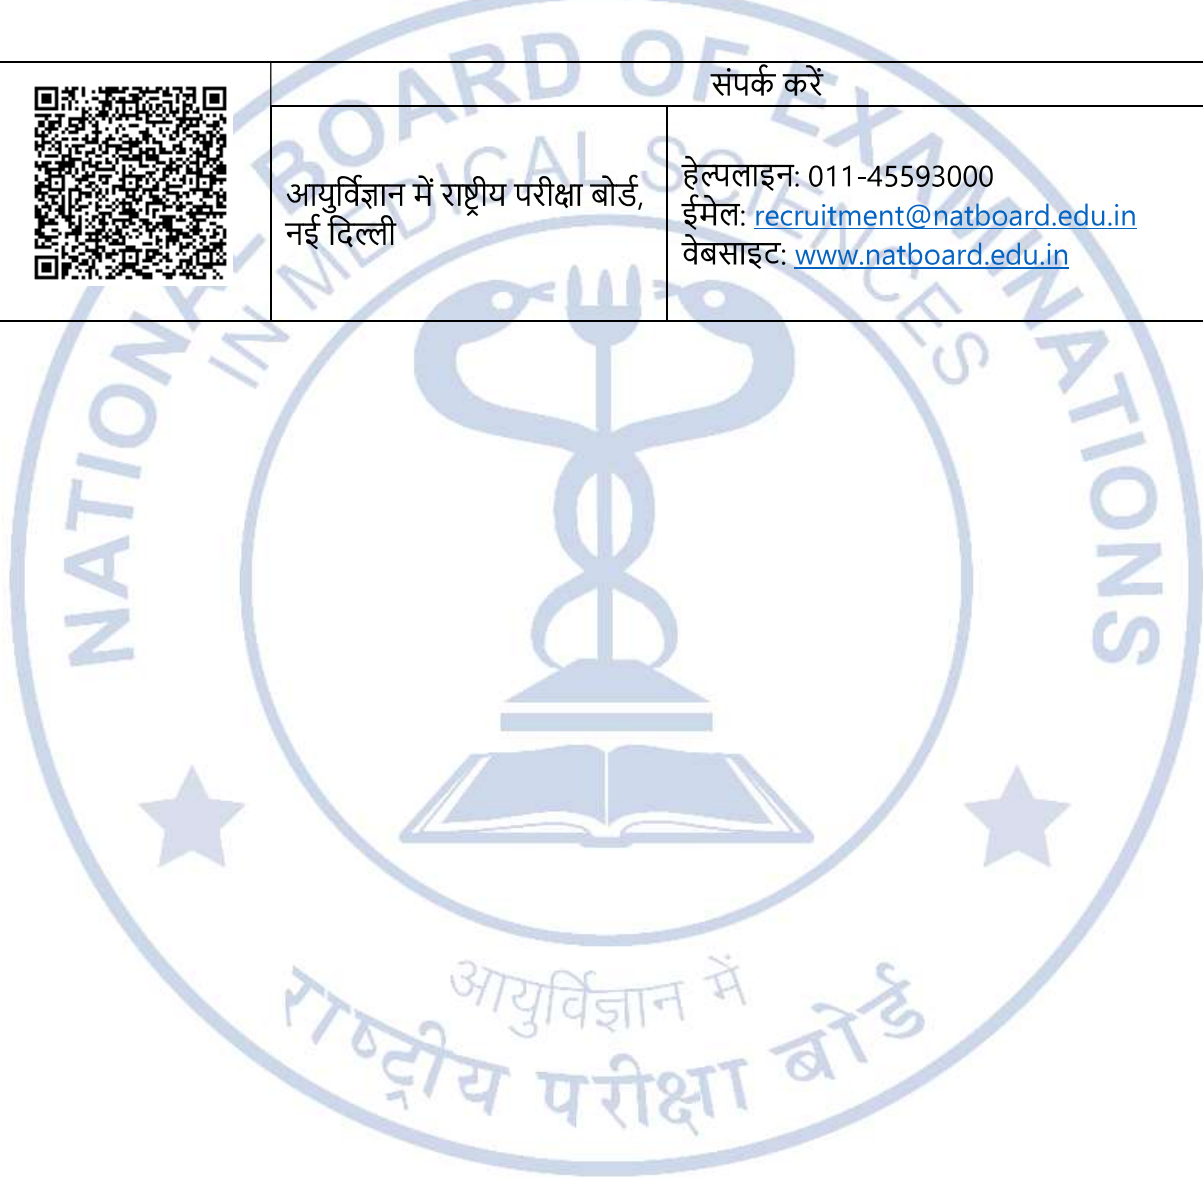 संपर्क करें
आयुर्विज्ञान में राष्ट्रीय परीक्षा बोर्ड,
नई दिल्ली
हेल्पलाइन: 011-45593000
ईमेल: recruitment@natboard.edu.in
वेबसाइट: www.natboard.edu.in
NATIONAL BOARD OF EXAMINATIONS
IN MEDICAL SCIENCES
आयुर्विज्ञान में
राष्ट्रीय परीक्षा बोर्ड